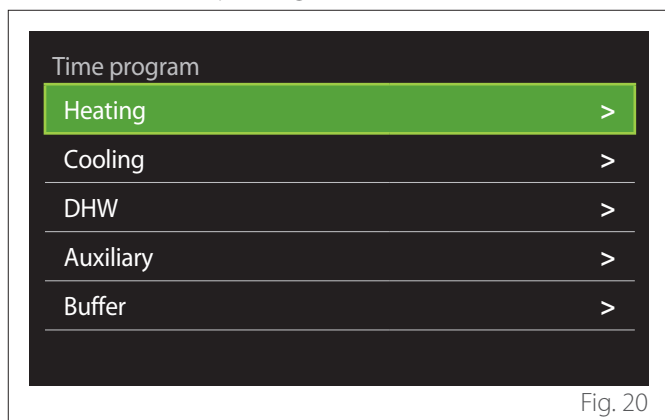 Time program
Heating >
Cooling >
DHW >
Auxiliary >
Buffer >
Fig. 20